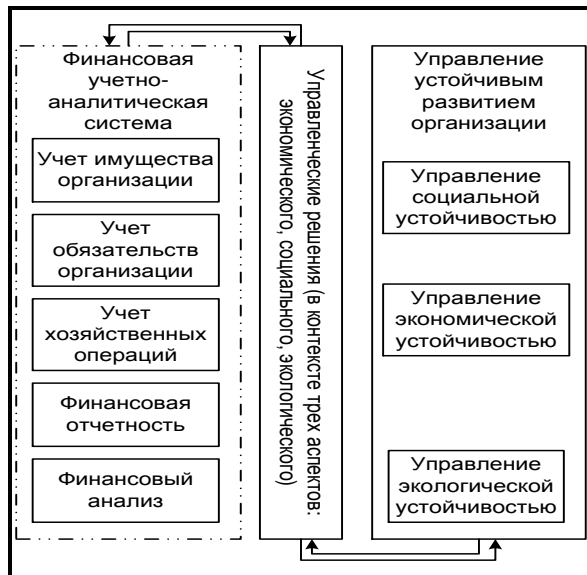 Финансовая
учетно-
аналитическая
система
Учет имущества
организации
Учет
обязательств
организации
Учет
хозяйственных
операций
Финансовая
отчетность
Финансовый
анализ
Управленческие решения (в контексте трех аспектов:
экономического, социального, экологического)
Управление
устойчивым
развитием
организации
Управление
социальной
устойчивостью
Управление
экономической
устойчивостью
Управление
экологической
устойчивостью